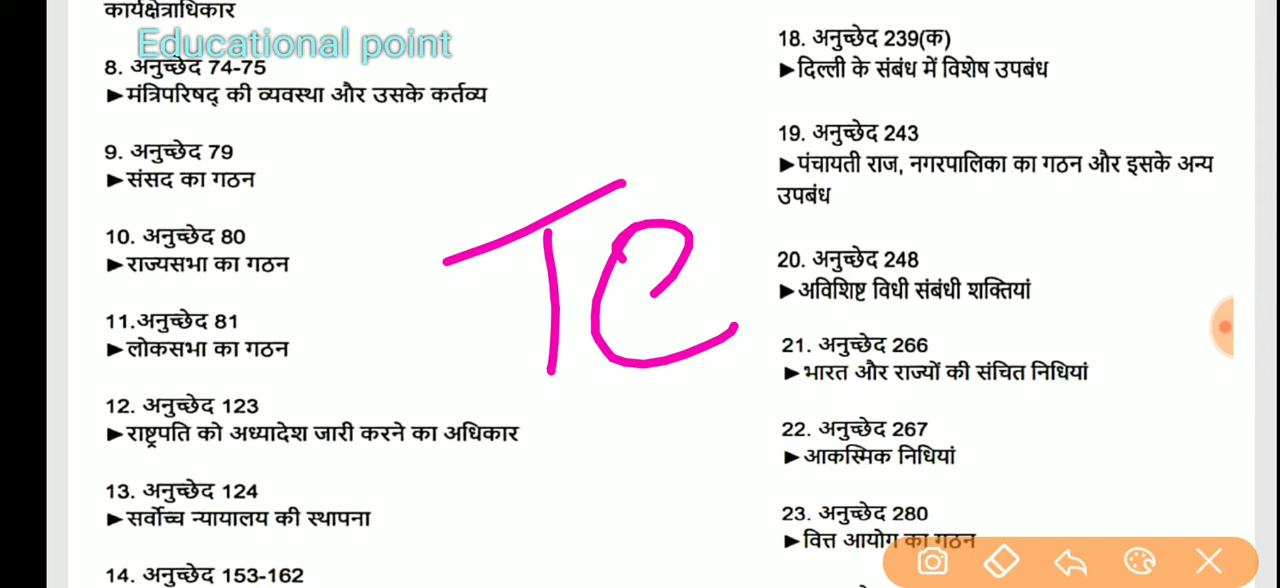 कार्यक्षेत्राधिकार
Educational point
8. अनुच्छेद 74-75
►मंत्रिपरिषद् की व्यवस्था और उसके कर्तव्य
9. अनुच्छेद 79
►संसद का गठन
10. अनुच्छेद 80
►राज्यसभा का गठन
11.अनुच्छेद 81
►लोकसभा का गठन
12. अनुच्छेद 123
►राष्ट्रपति को अध्यादेश जारी करने का अधिकार
13. अनुच्छेद 124
►सर्वोच्च न्यायालय की स्थापना
14. अनुच्छेद 153-162
TC
18. अनुच्छेद 239(क)
►दिल्ली के संबंध में विशेष उपबंध
19. अनुच्छेद 243
►पंचायती राज, नगरपालिका का गठन और इसके अन्य
उपबंध
20. अनुच्छेद 248
►अविशिष्ट विधी संबंधी शक्तियां
21. अनुच्छेद 266
►भारत और राज्यों की संचित निधियां
22. अनुच्छेद 267
►आकस्मिक निधियां
23. अनुच्छेद 280
►वित्त आयोग का गठन